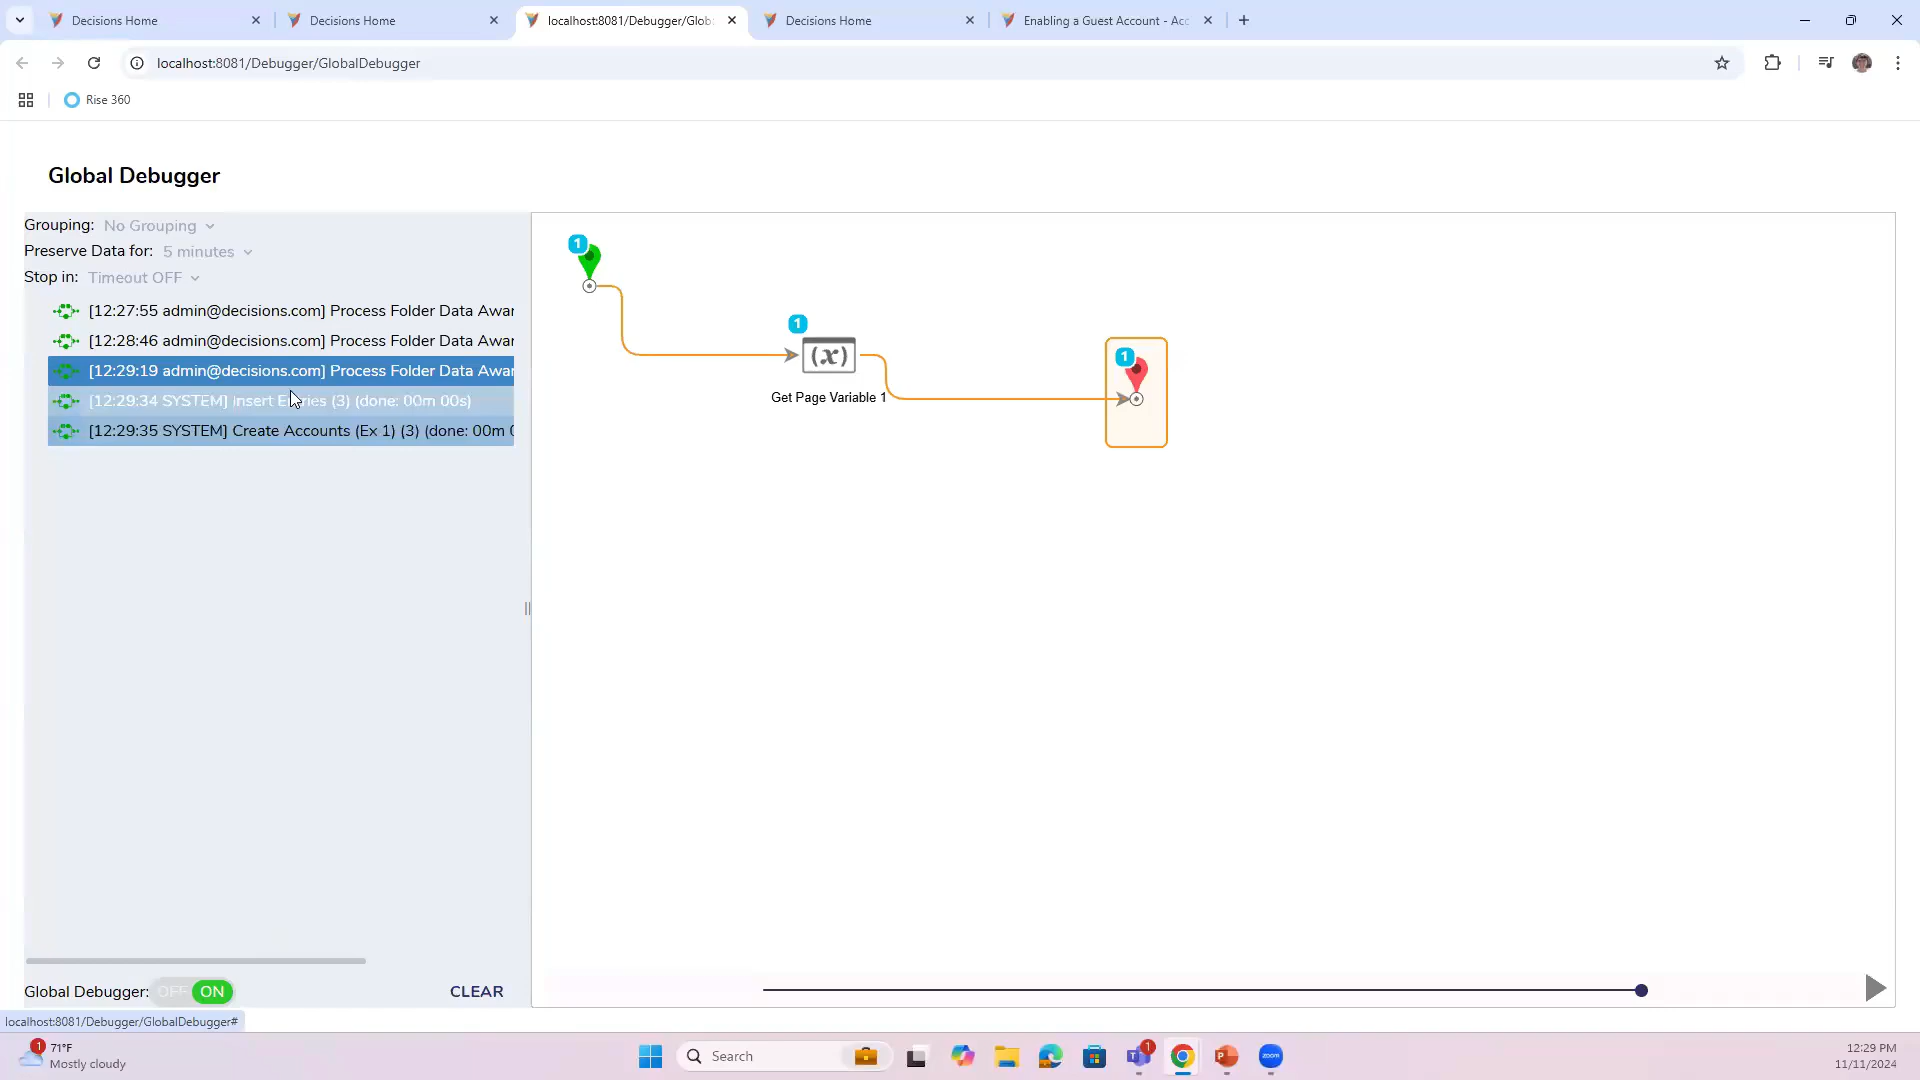 Decisions Home
Decisions Home
localhost:8081/Debugger/Glob
Decisions Home
Enabling a Guest Account - Acc
localhost:8081/Debugger/GlobalDebugger
Rise 360
Global Debugger
Grouping: No Grouping
Preserve Data for: 5 minutes
Stop in: Timeout OFF
[12:27:55 admin@decisions.com] Process Folder Data Awar
[12:28:46 admin@decisions.com] Process Folder Data Awar
[12:29:19 admin@decisions.com] Process Folder Data Awar
[12:29:34 SYSTEM] Insert Entries (3) (done: 00m 00s)
[12:29:35 SYSTEM] Create Accounts (Ex 1) (3) (done: 00m 0
1
1
(x)
Get Page Variable 1
1
Global Debugger: OFF ON
CLEAR
localhost:8081/Debugger/GlobalDebugger#
1
71°F
Mostly cloudy
Search
1
zoom
12:29 PM
11/11/2024